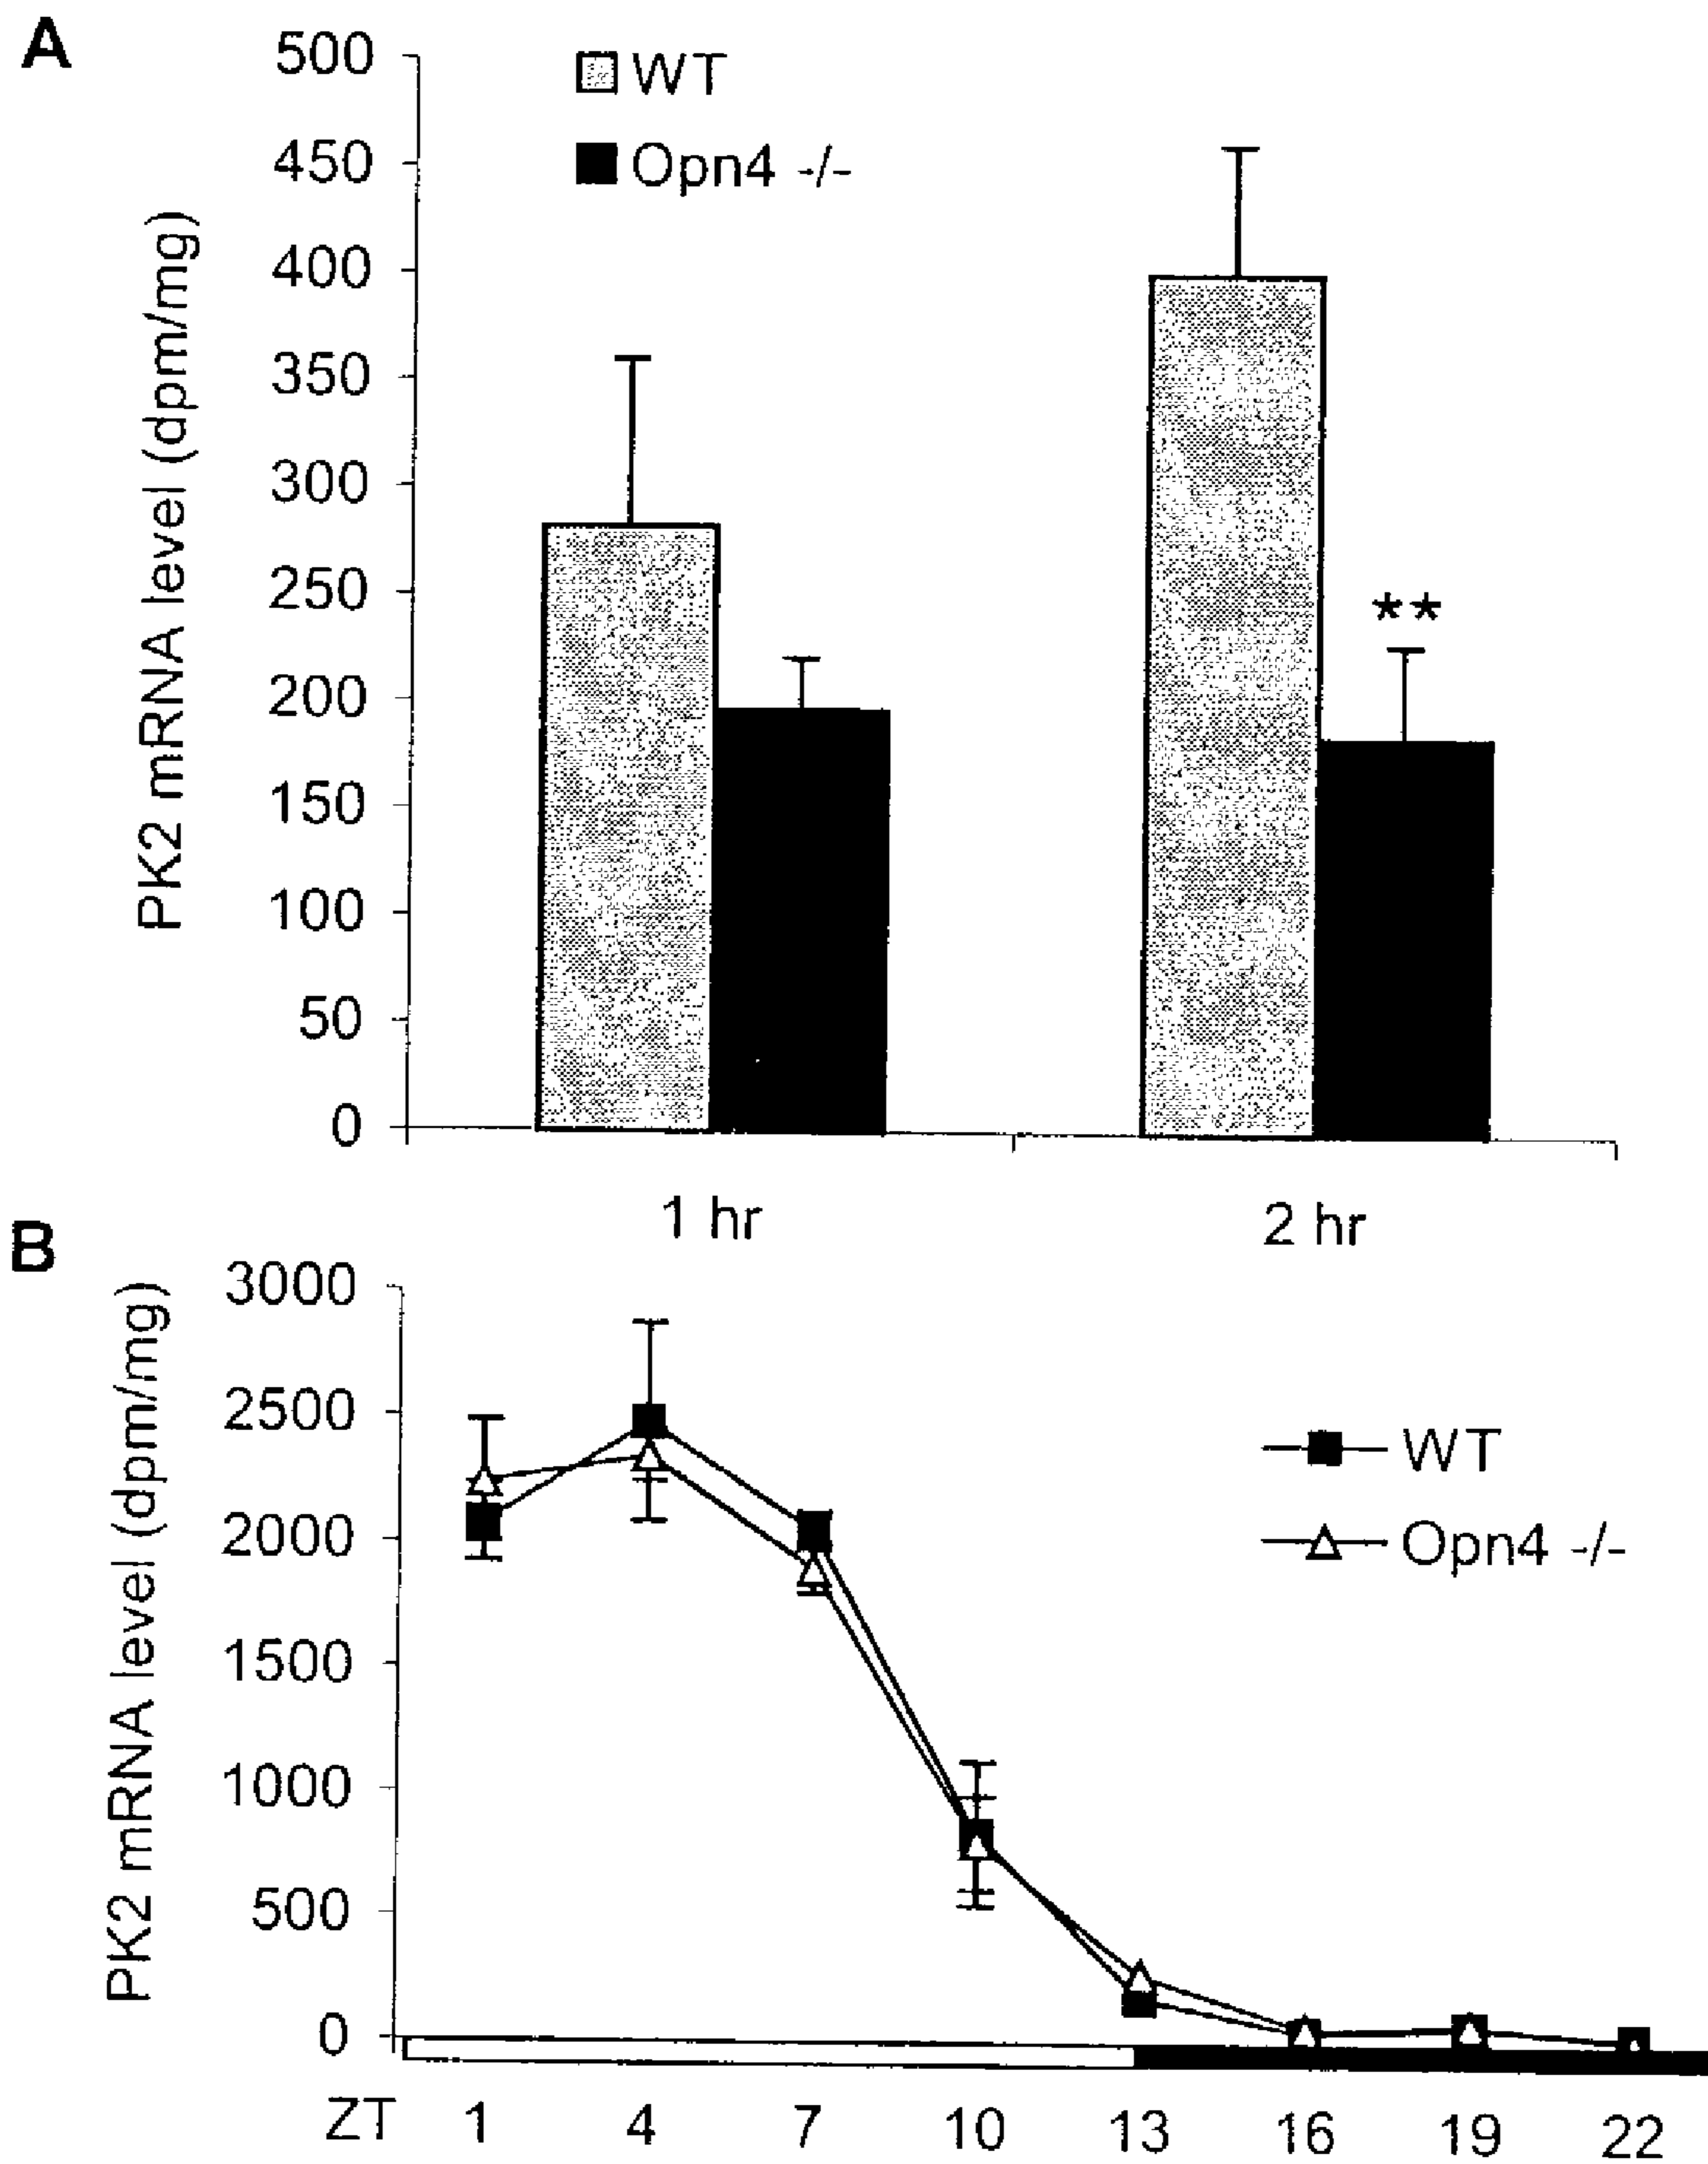 A
PK2 mRNA level (dpm/mg)
500
450
400
350
300
250
200
150
100
50
0
WT
Opn4 -/-
**
1 hr
2 hr
B
PK2 mRNA level (dpm/mg)
3000
2500
2000
1500
1000
500
0
WT
Opn4 -/-
ZT 1 4 7 10 13 16 19 22